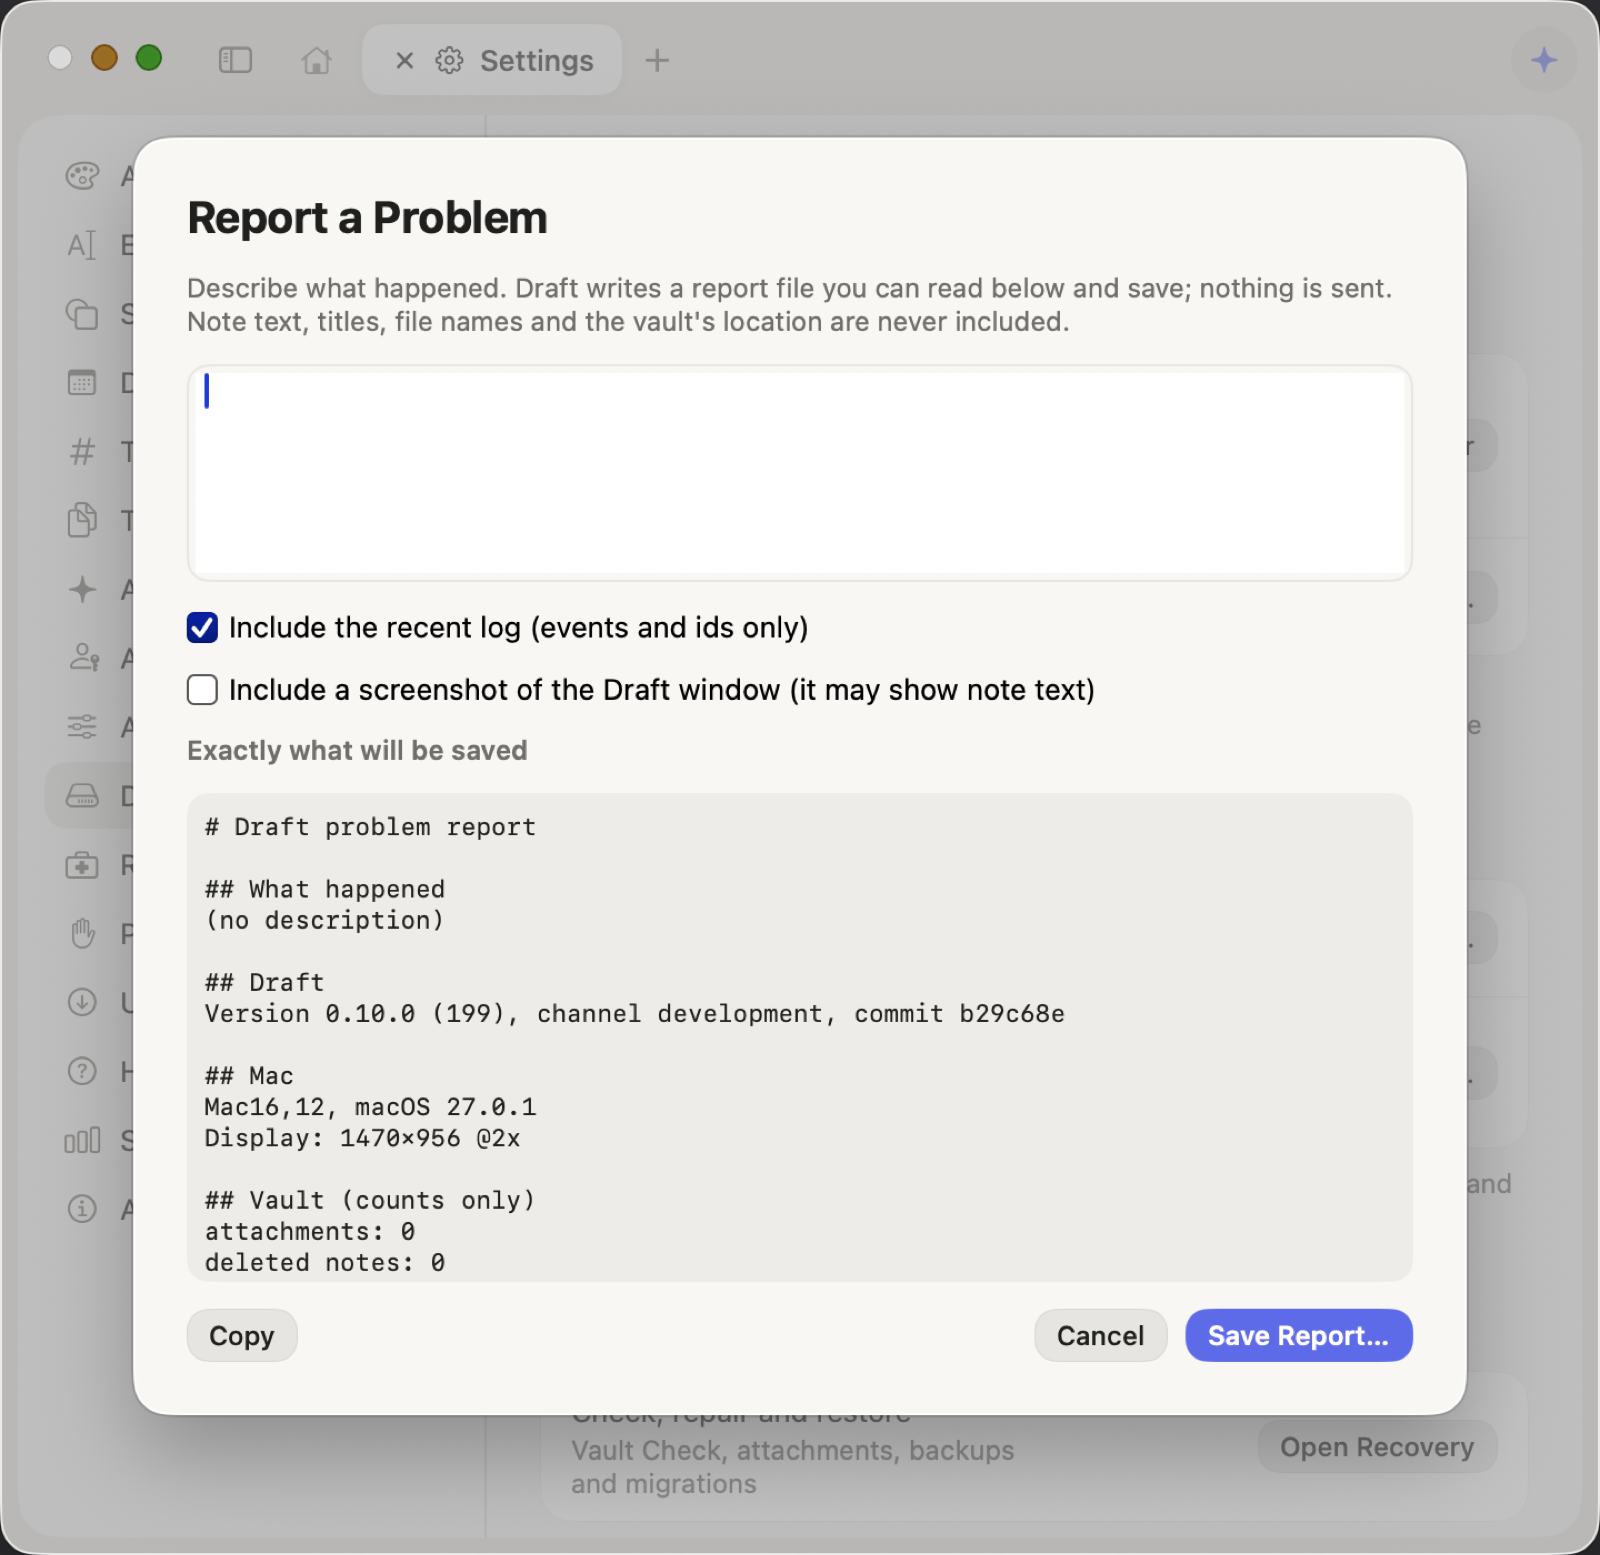 Settings
Report a Problem
Describe what happened. Draft writes a report file you can read below and save; nothing is sent.
Note text, titles, file names and the vault's location are never included.
Include the recent log (events and ids only)
Include a screenshot of the Draft window (it may show note text)
Exactly what will be saved
# Draft problem report
## What happened
(no description)
## Draft
Version 0.10.0 (199), channel development, commit b29c68e
## Mac
Mac16,12, macOS 27.0.1
Display: 1470×956 @2x
## Vault (counts only)
attachments: 0
deleted notes: 0
Copy
Cancel
Save Report...
and
Check, repair and restore
Vault Check, attachments, backups
and migrations
Open Recovery